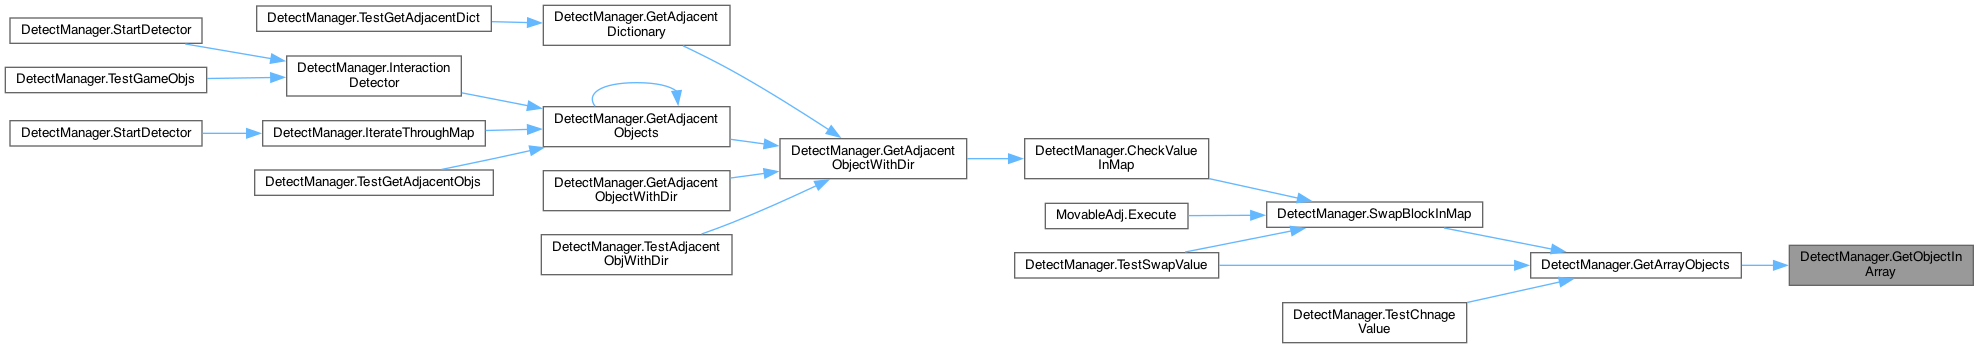 DetectManager.StartDetector
DetectManager.TestGameObjs
DetectManager.StartDetector
DetectManager.TestGetAdjacentDict
DetectManager.Interaction
Detector
DetectManager.IterateThroughMap
DetectManager.TestGetAdjacentObjs
DetectManager.GetAdjacent
Dictionary
DetectManager.GetAdjacent
Objects
DetectManager.GetAdjacent
ObjectWithDir
DetectManager.TestAdjacent
ObjWithDir
DetectManager.GetAdjacent
ObjectWithDir
DetectManager.CheckValue
InMap
MovableAdj.Execute
DetectManager.TestSwapValue
DetectManager.SwapBlockInMap
DetectManager.TestChnage
Value
DetectManager.GetArrayObjects
DetectManager.GetObjectIn
Array